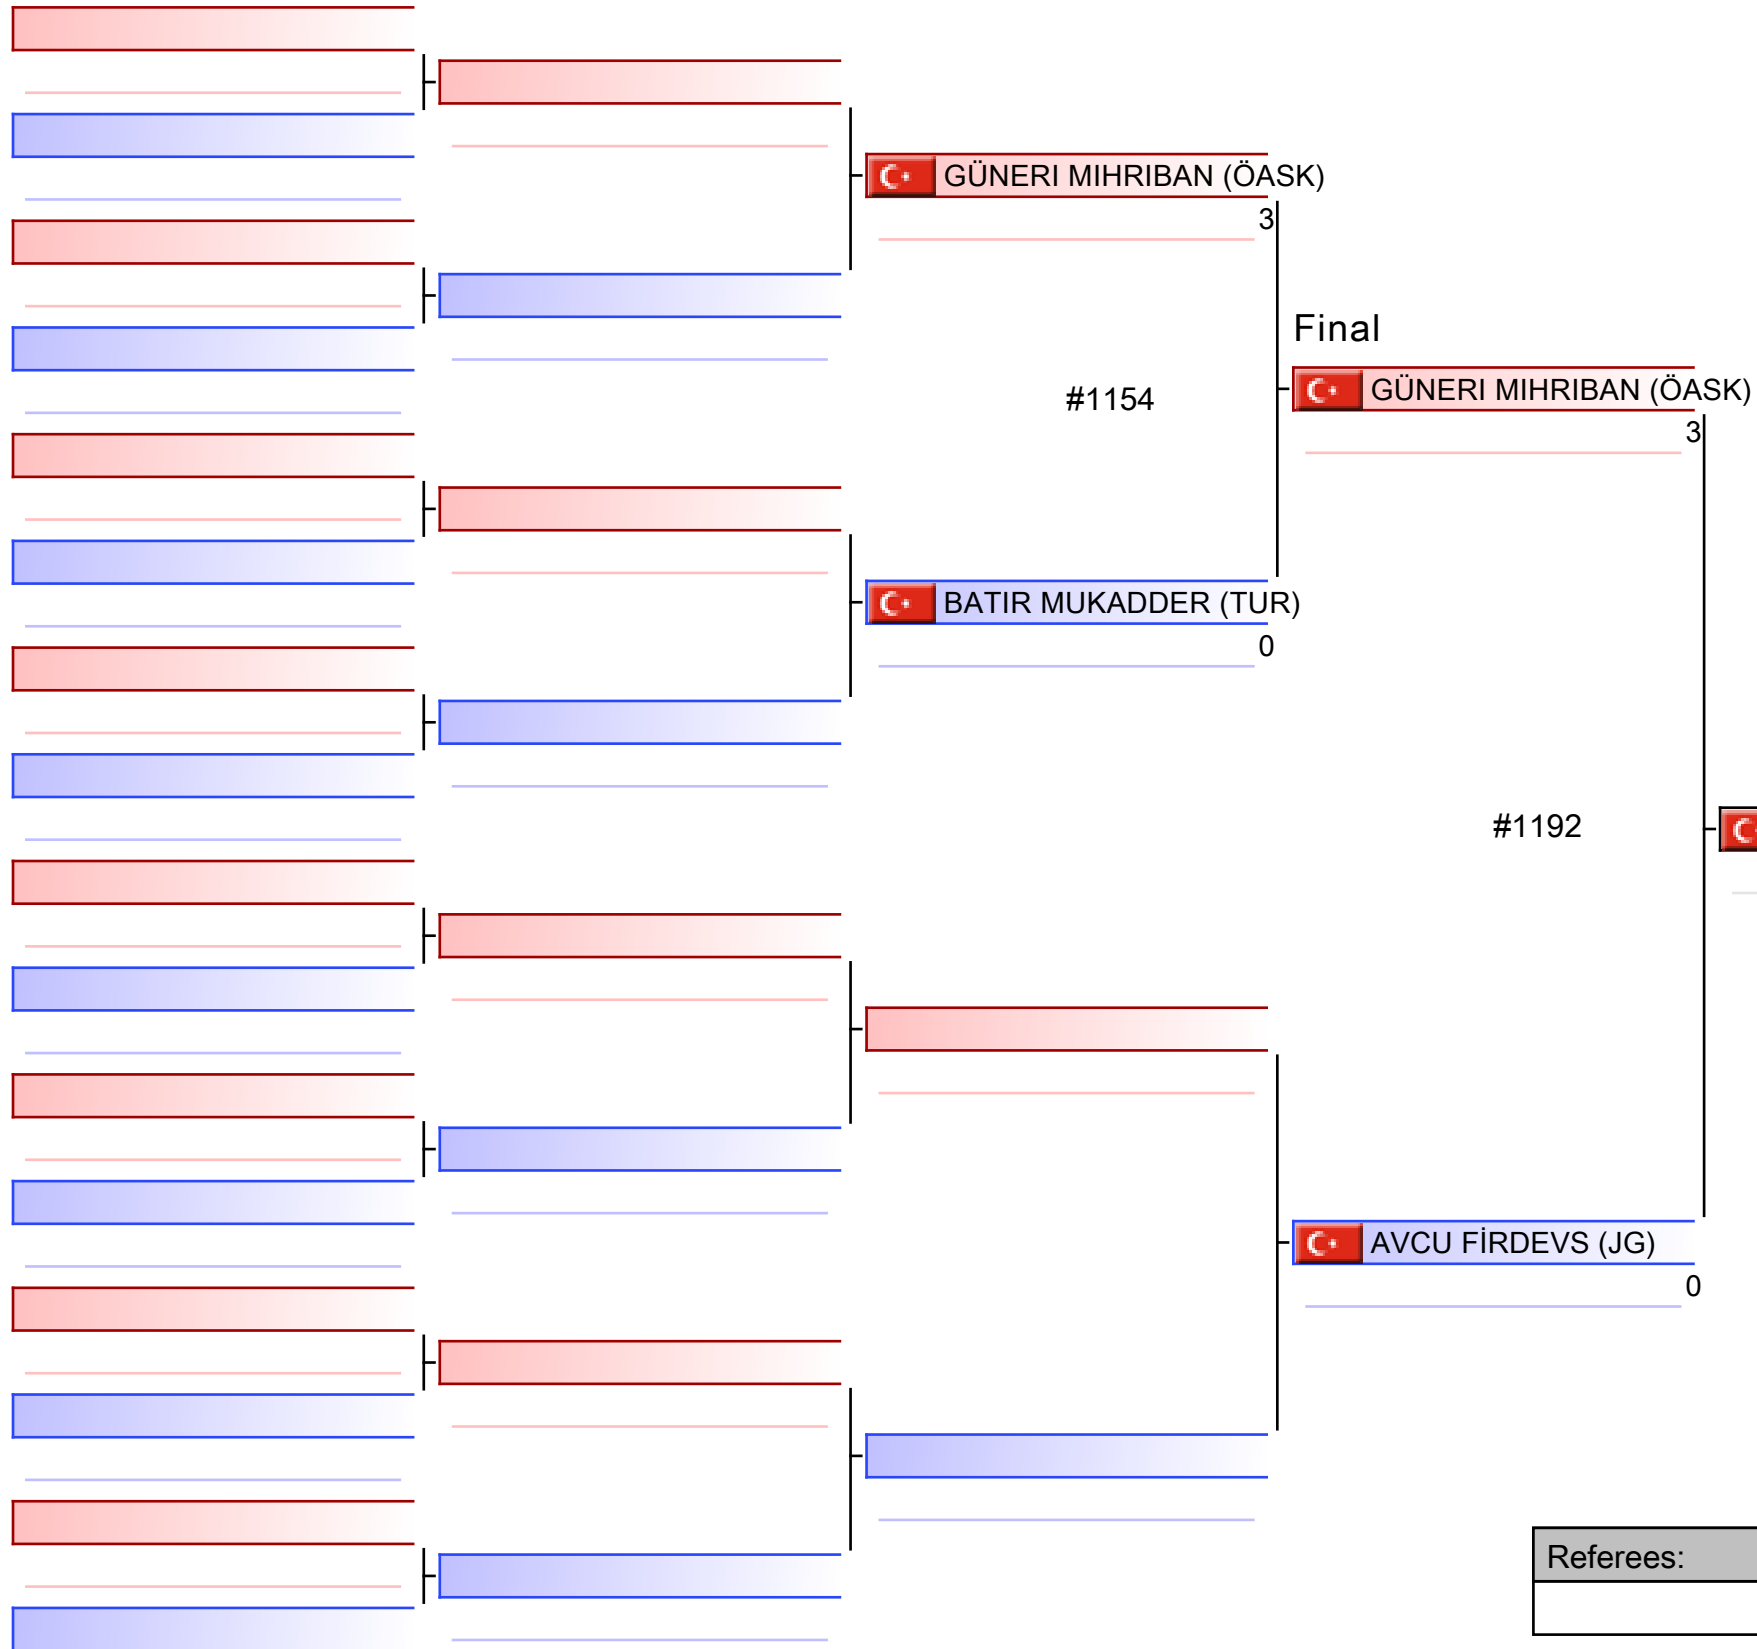 GÜNERI MIHRIBAN (ÖASK)
3
Final
#1154
GÜNERI MIHRIBAN (ÖASK)
3
BATIR MUKADDER (TUR)
0
#1192
AVCU FİRDEVS (JG)
0
Referees: